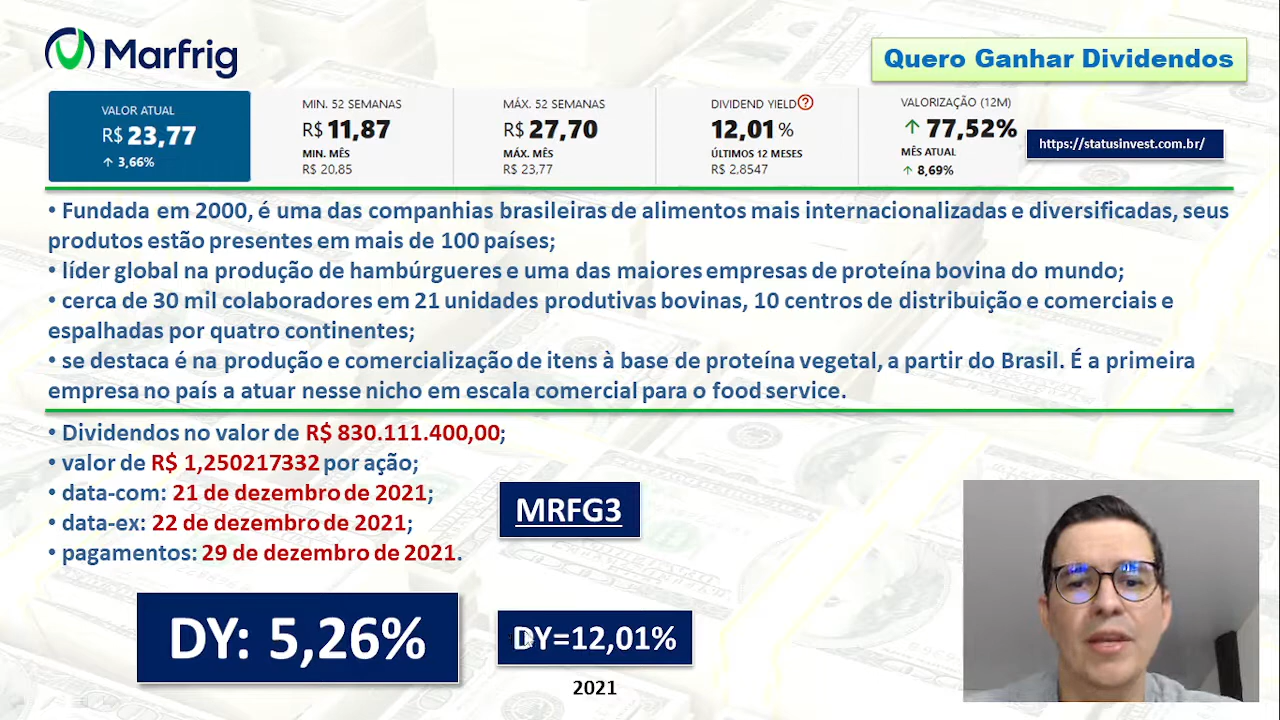 Marfrig
Quero Ganhar Dividendos
VALOR ATUAL
R$ 23,77
↑ 3,66%
MIN. 52 SEMANAS
R$ 11,87
MIN. MÊS
R$ 20,85
MÁX. 52 SEMANAS
R$ 27,70
MÁX. MÊS
R$ 23,77
DIVIDEND YIELD?
12,01 %
ÚLTIMOS 12 MESES
R$ 2,8547
VALORIZAÇÃO (12M)
↑ 77,52%
MÊS ATUAL
↑ 8,69%
https://statusinvest.com.br/
• Fundada em 2000, é uma das companhias brasileiras de alimentos mais internacionalizadas e diversificadas, seus
produtos estão presentes em mais de 100 países;
• líder global na produção de hambúrgueres e uma das maiores empresas de proteína bovina do mundo;
• cerca de 30 mil colaboradores em 21 unidades produtivas bovinas, 10 centros de distribuição e comerciais e
espalhadas por quatro continentes;
• se destaca é na produção e comercialização de itens à base de proteína vegetal, a partir do Brasil. É a primeira
empresa no país a atuar nesse nicho em escala comercial para o food service.
• Dividendos no valor de R$ 830.111.400,00;
• valor de R$ 1,250217332 por ação;
• data-com: 21 de dezembro de 2021;
• data-ex: 22 de dezembro de 2021;
• pagamentos: 29 de dezembro de 2021.
MRFG3
DY: 5,26%
DY=12,01%
2021